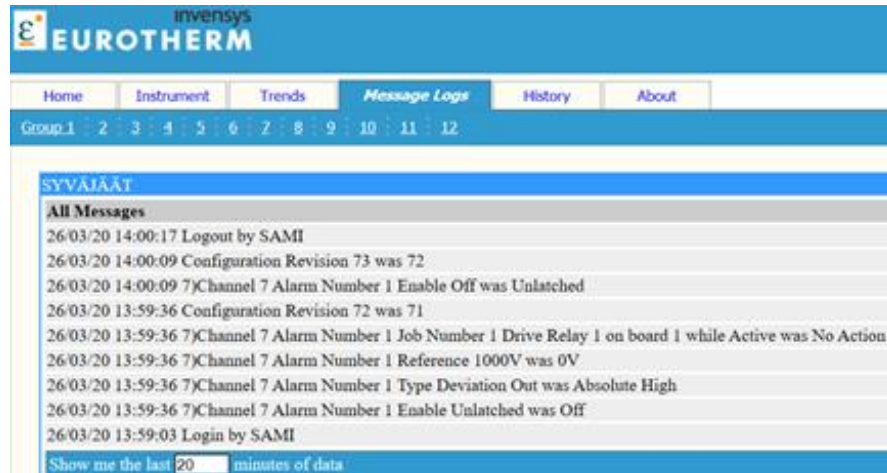 invensys
EUROTHERM
Home Instrument Trends Message Logs History About
Group 1 2 3 4 5 6 7 8 9 10 11 12
SYVÄJÄÄT
All Messages
26/03/20 14:00:17 Logout by SAMI
26/03/20 14:00:09 Configuration Revision 73 was 72
26/03/20 14:00:09 7)Channel 7 Alarm Number 1 Enable Off was Unlatched
26/03/20 13:59:36 Configuration Revision 72 was 71
26/03/20 13:59:36 7)Channel 7 Alarm Number 1 Job Number 1 Drive Relay 1 on board 1 while Active was No Action
26/03/20 13:59:36 7)Channel 7 Alarm Number 1 Reference 1000V was 0V
26/03/20 13:59:36 7)Channel 7 Alarm Number 1 Type Deviation Out was Absolute High
26/03/20 13:59:36 7)Channel 7 Alarm Number 1 Enable Unlatched was Off
26/03/20 13:59:03 Login by SAMI
Show me the last 20 minutes of data